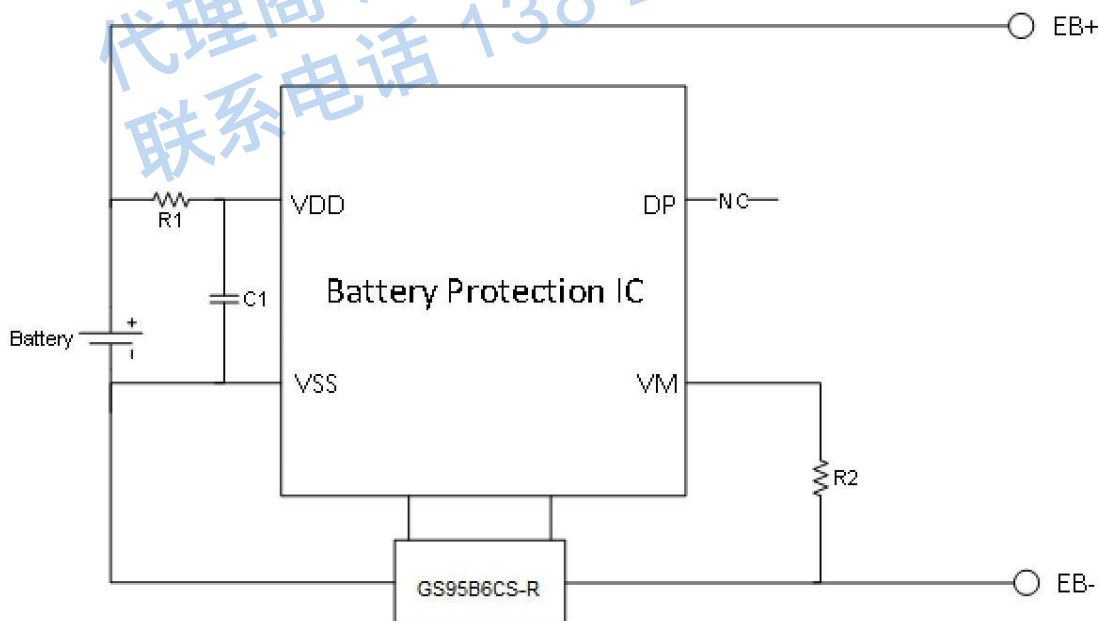 代理商
联系电话 138
EB+
R1
VDD
DP
NC
C1
Battery Protection IC
Battery
+
-
VSS
VM
R2
GS95B6CS-R
EB-